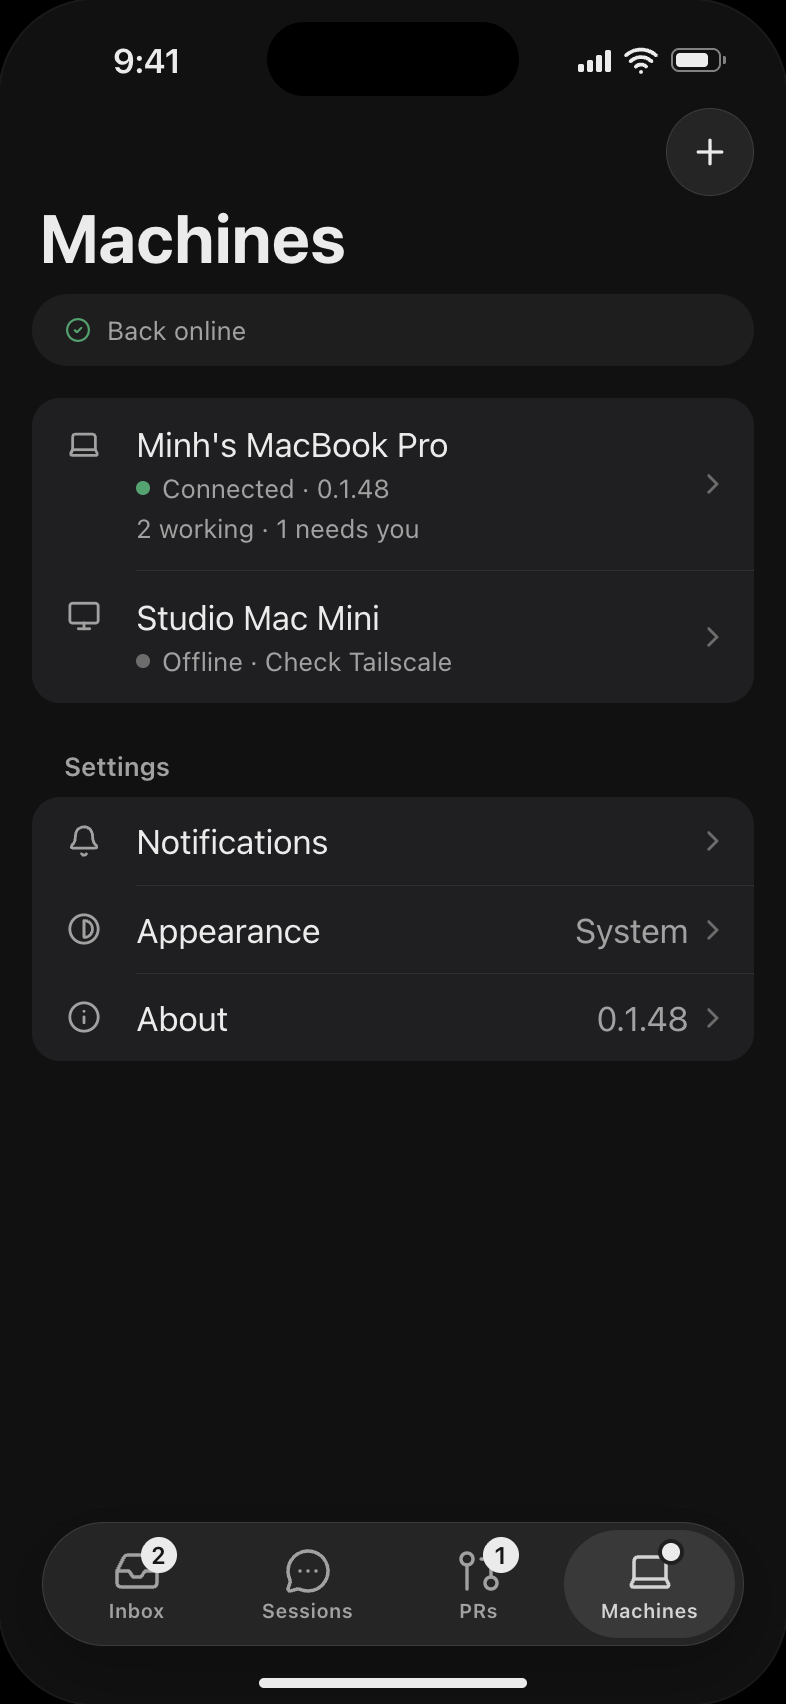 9:41
Machines
Back online
Minh's MacBook Pro
Connected · 0.1.48
2 working · 1 needs you
Studio Mac Mini
Offline · Check Tailscale
Settings
Notifications
Appearance System
About 0.1.48
2 1
Inbox Sessions PRs Machines